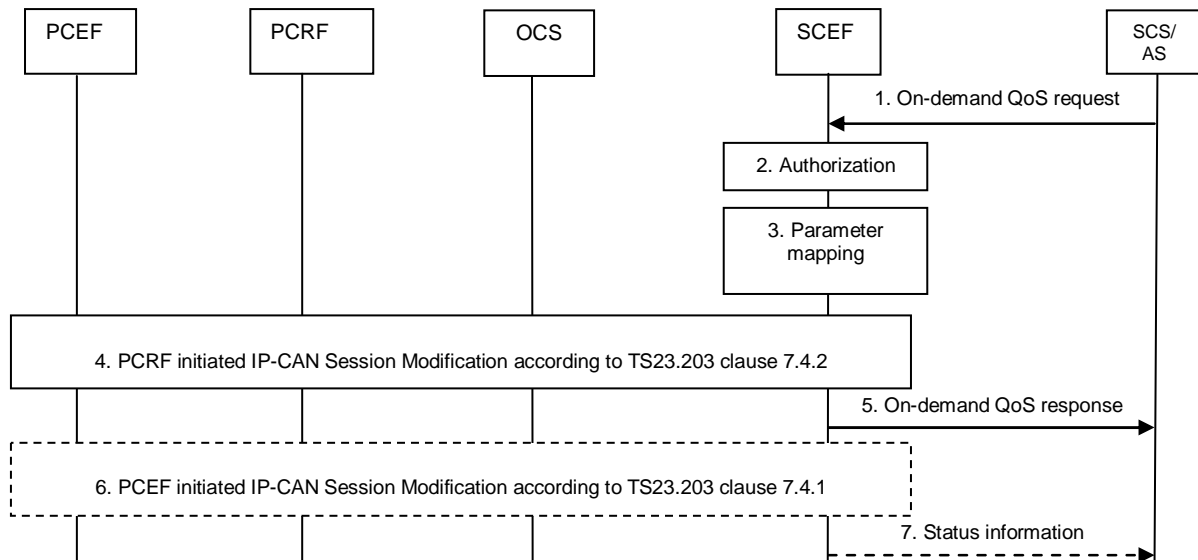 PCEF
PCRF
OCS
SCEF
SCS/
AS
1. On-demand QoS request
2. Authorization
3. Parameter
mapping
4. PCRF initiated IP-CAN Session Modification according to TS23.203 clause 7.4.2
5. On-demand QoS response
6. PCEF initiated IP-CAN Session Modification according to TS23.203 clause 7.4.1
7. Status information